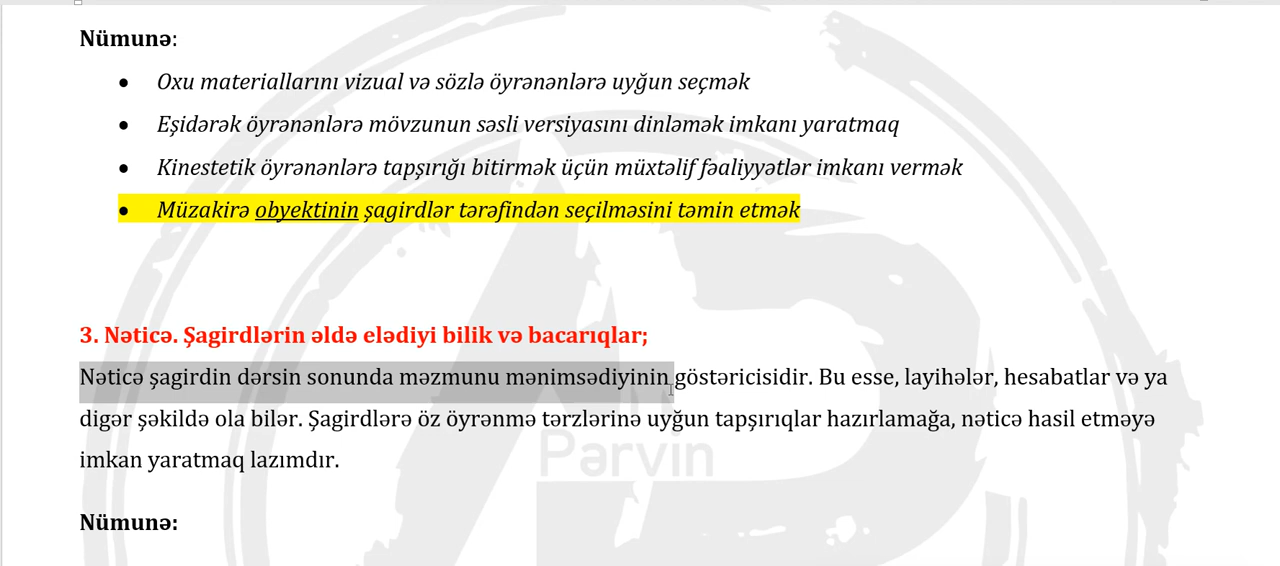 Nümunə:
• Oxu materiallarını vizual və sözlə öyrənənlərə uyğun seçmək
• Eşidərək öyrənənlərə mövzunun səsli versiyasını dinləmək imkanı yaratmaq
• Kinestetik öyrənənlərə tapşırığı bitirmək üçün müxtəlif fəaliyyətlər imkanı vermək
• Müzakirə obyektinin şagirdlər tərəfindən seçilməsini təmin etmək
3. Nəticə. Şagirdlərin əldə elədiyi bilik və bacarıqlar;
Nəticə şagirdin dərsin sonunda məzmunu mənimsədiyinin göstəricisidir. Bu esse, layihələr, hesabatlar və ya
digər şəkildə ola bilər. Şagirdlərə öz öyrənmə tərzlərinə uyğun tapşırıqlar hazırlamağa, nəticə hasil etməyə
Pərvin
imkan yaratmaq lazımdır.
Nümunə: